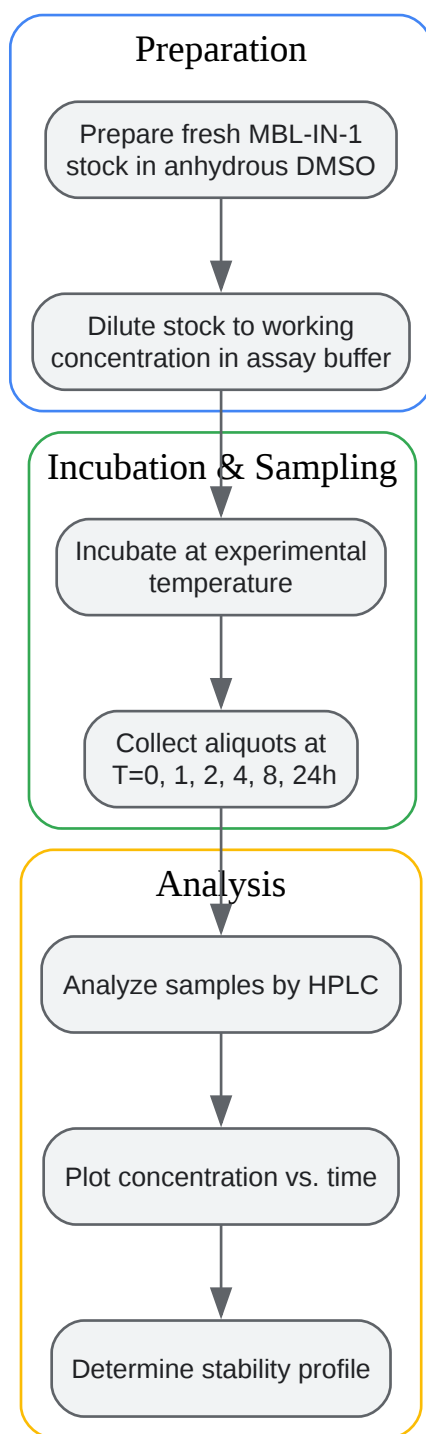 Preparation
Prepare fresh MBL-IN-1
stock in anhydrous DMSO
Dilute stock to working
concentration in assay buffer
Incubation & Sampling
Incubate at experimental
temperature
Collect aliquots at
T=0, 1, 2, 4, 8, 24h
Analysis
Analyze samples by HPLC
Plot concentration vs. time
Determine stability profile